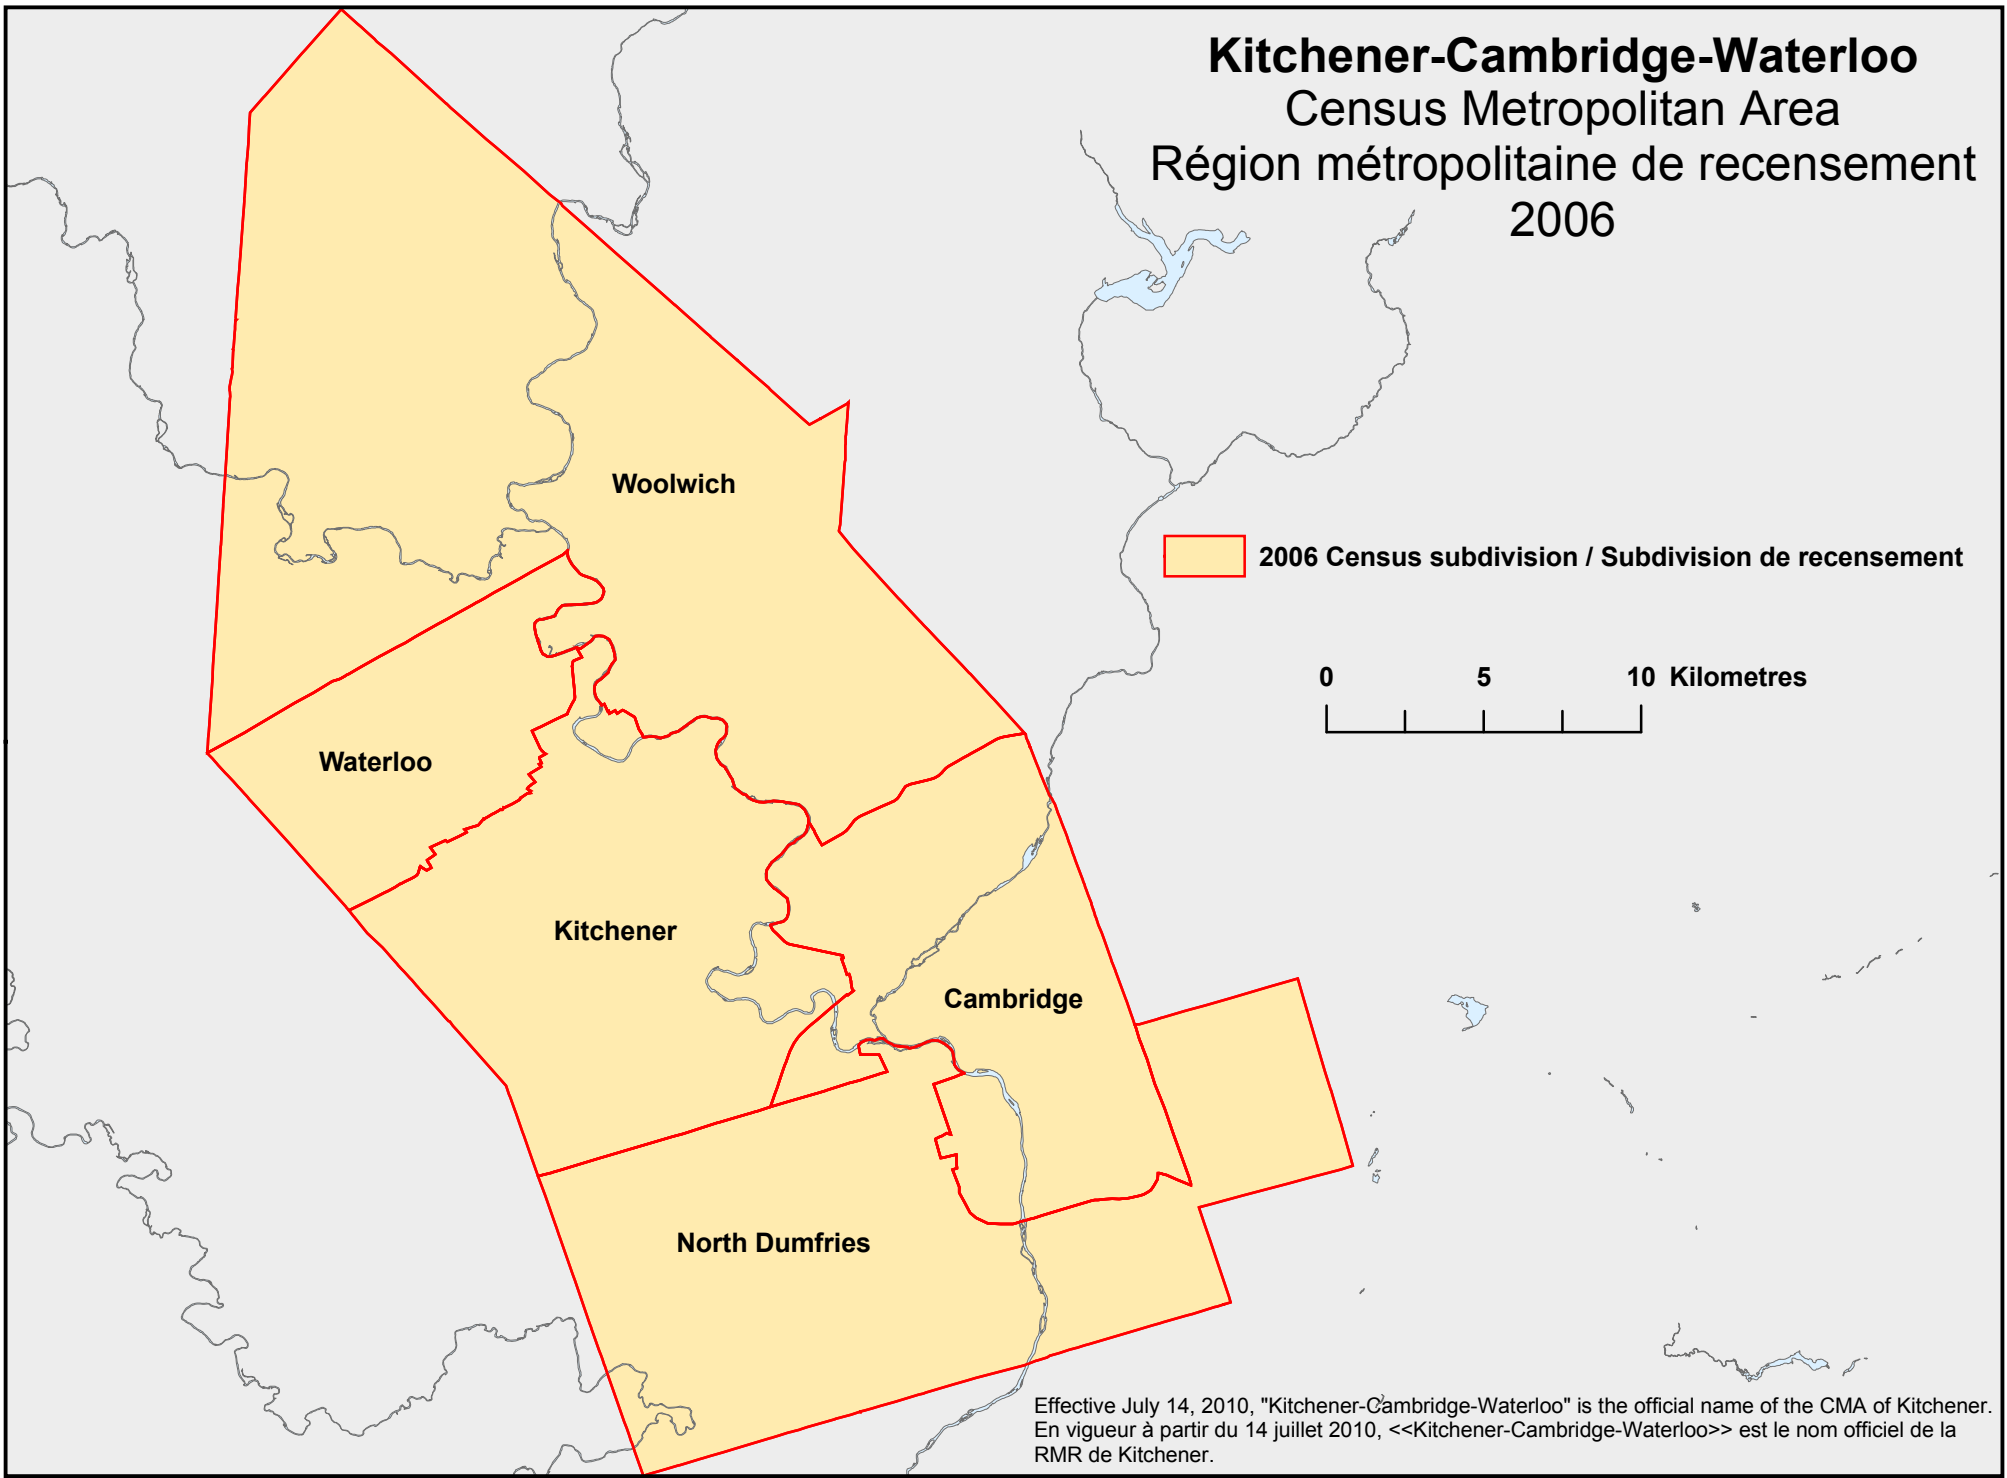 Kitchener-Cambridge-Waterloo
Census Metropolitan Area
Région métropolitaine de recensement
2006
Woolwich
2006 Census subdivision / Subdivision de recensement
0 5 10 Kilometres
Waterloo
Kitchener
Cambridge
North Dumfries
Effective July 14, 2010, "Kitchener-Cambridge-Waterloo" is the official name of the CMA of Kitchener.
En vigueur à partir du 14 juillet 2010, <<Kitchener-Cambridge-Waterloo>> est le nom officiel de la
RMR de Kitchener.